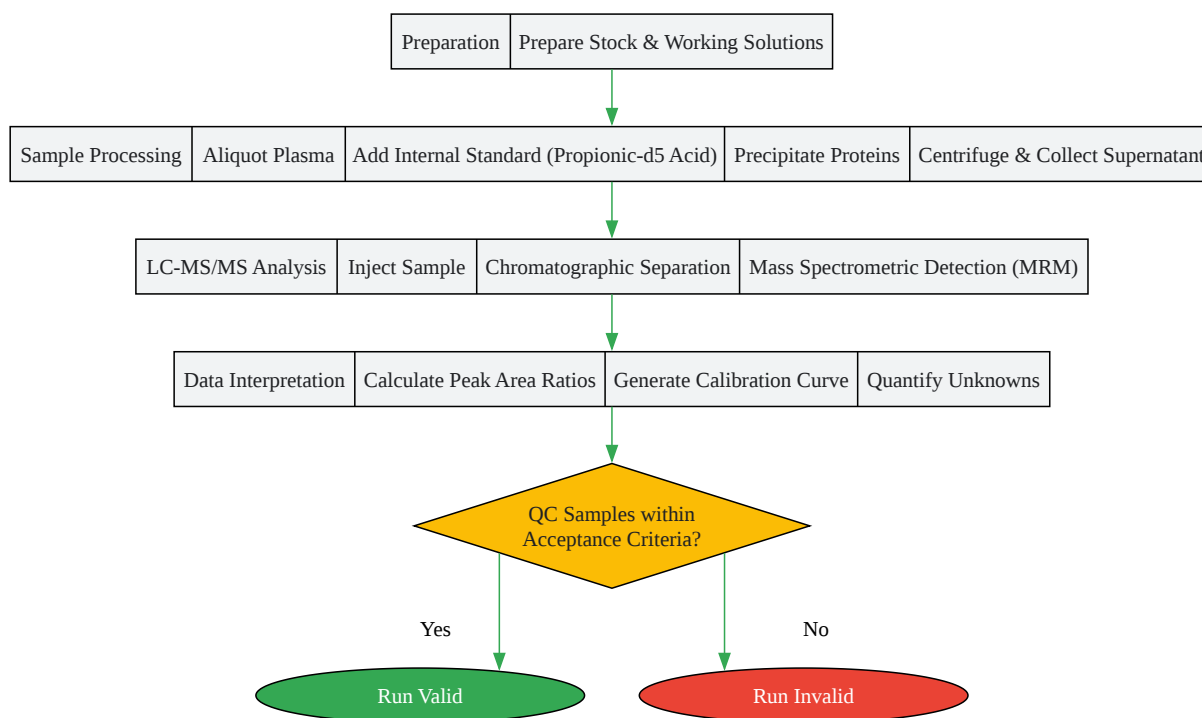 Preparation
Prepare Stock & Working Solutions
Sample Processing
Aliquot Plasma
Add Internal Standard (Propionic-d5 Acid)
Precipitate Proteins
Centrifuge & Collect Supernatant
LC-MS/MS Analysis
Inject Sample
Chromatographic Separation
Mass Spectrometric Detection (MRM)
Data Interpretation
Calculate Peak Area Ratios
Generate Calibration Curve
Quantify Unknowns
QC Samples within
Acceptance Criteria?
Yes
No
Run Valid
Run Invalid